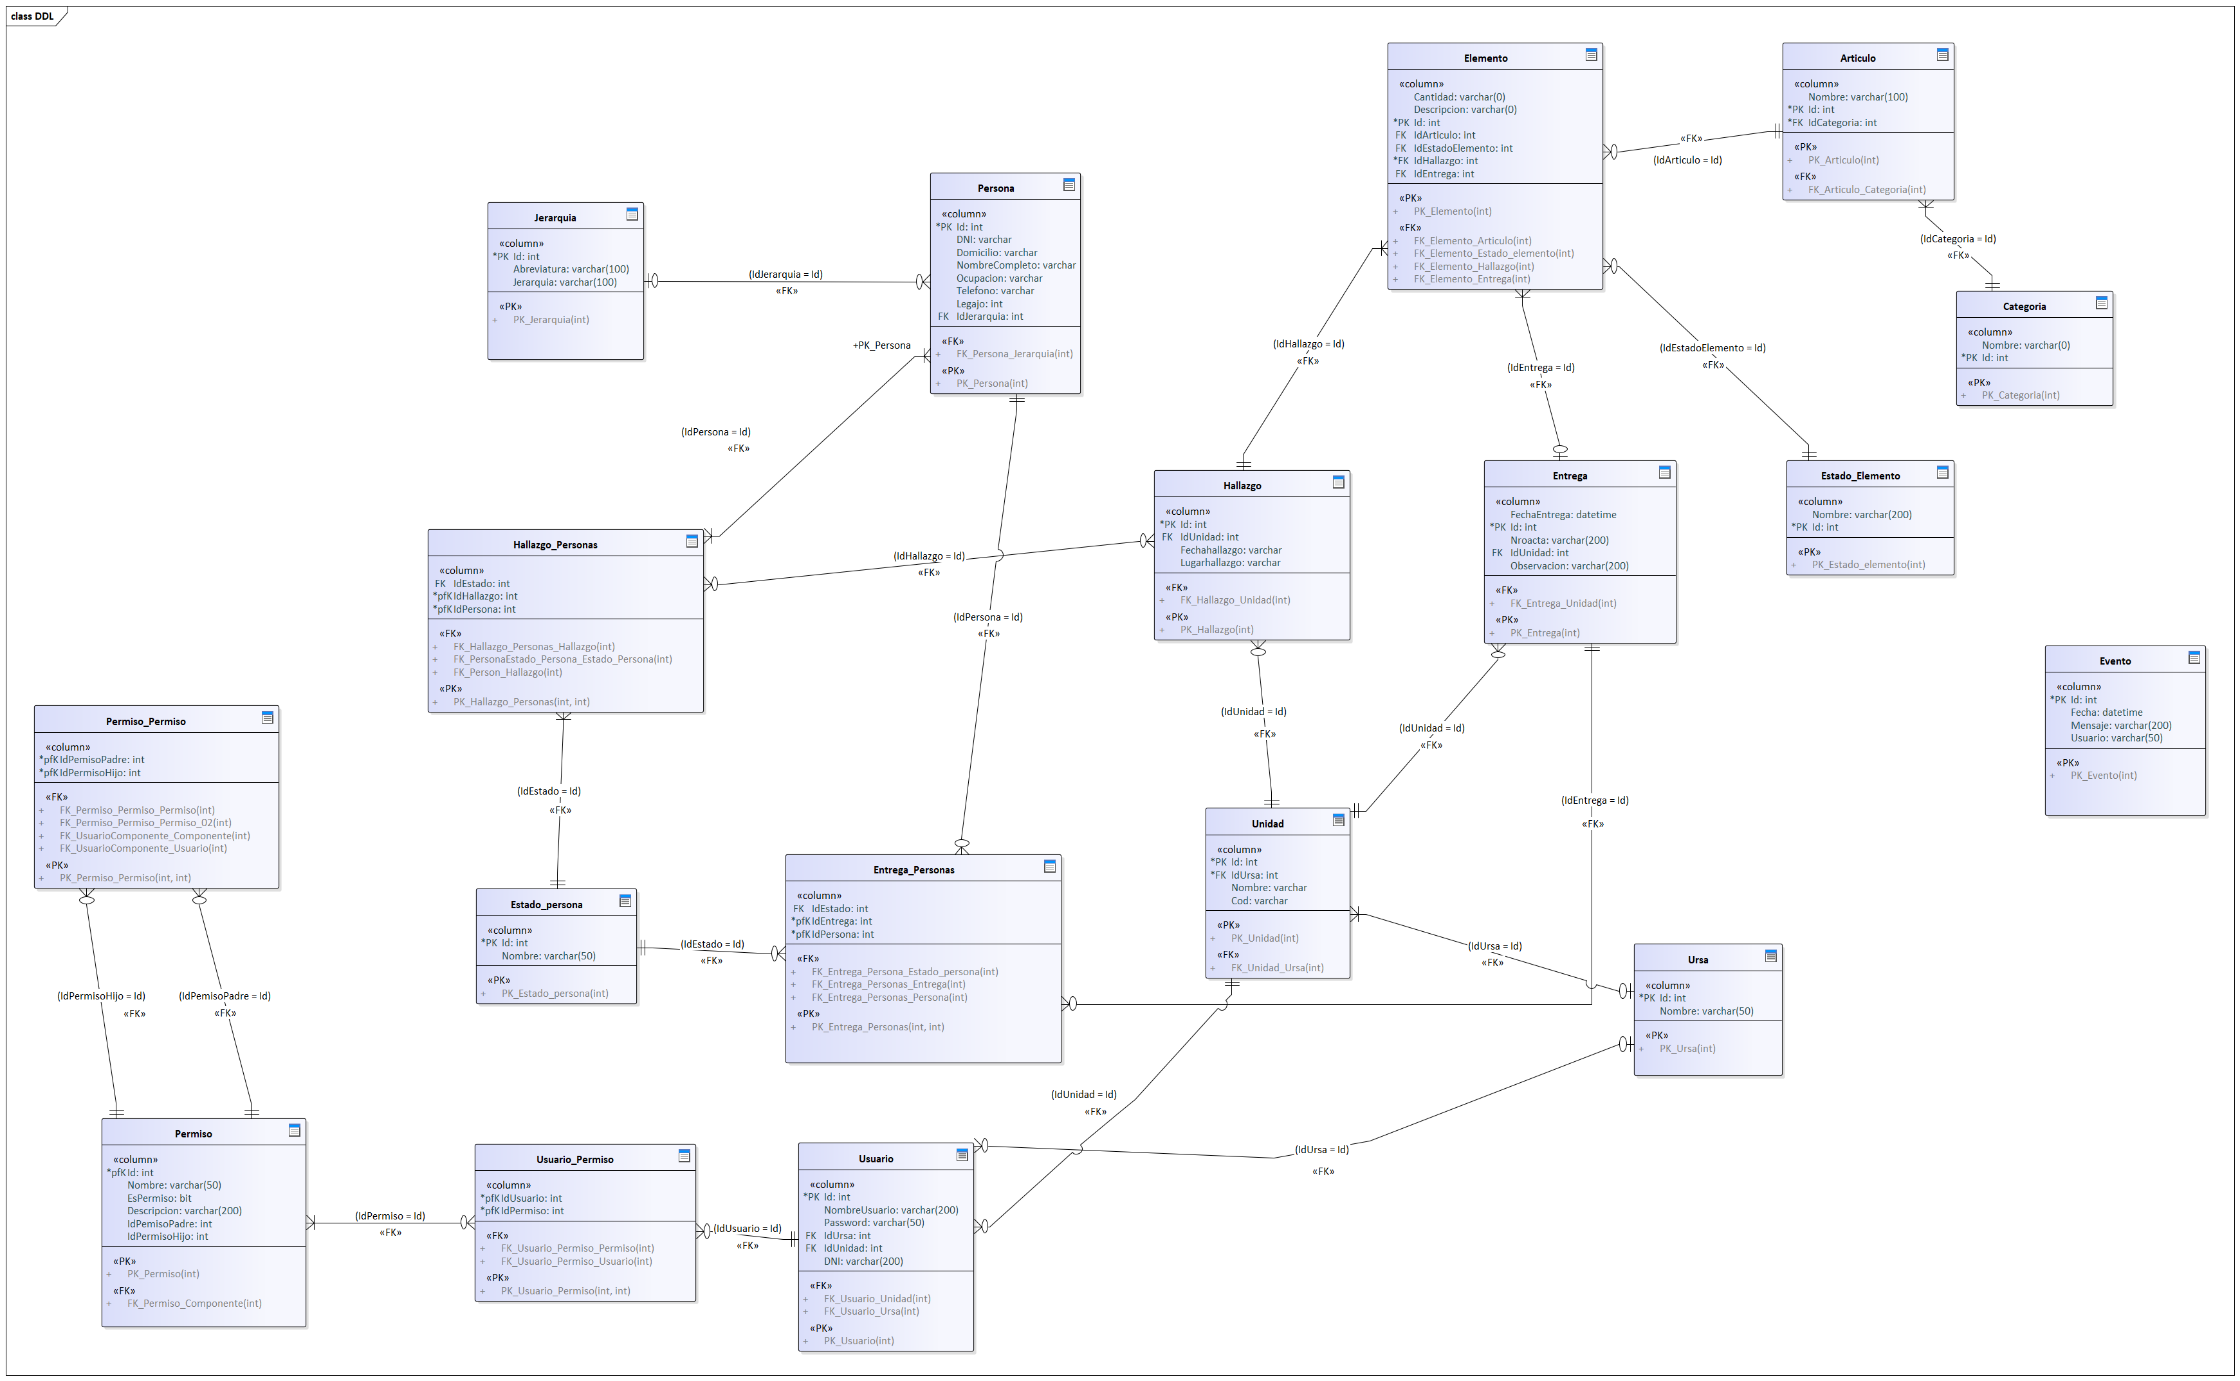 class DDL
Elemento
«column»
Cantidad: varchar(0)
Descripcion: varchar(0)
*PK Id: int
FK IdArticulo: int
FK IdEstadoElemento: int
*FK IdHallazgo: int
FK IdEntrega: int
«PK»
+ PK_Elemento(int)
«FK»
+ FK_Elemento_Articulo(int)
+ FK_Elemento_Estado_elemento(int)
+ FK_Elemento_Hallazgo(int)
+ FK_Elemento_Entrega(int)
«FK»
(IdArticulo = Id)
Articulo
«column»
Nombre: varchar(100)
*PK Id: int
*FK IdCategoria: int
«PK»
+ PK_Articulo(int)
«FK»
+ FK_Articulo_Categoria(int)
(IdCategoria = Id)
«FK»
Categoria
«column»
Nombre: varchar(0)
*PK Id: int
«PK»
+ PK_Categoria(int)
Jerarquia
«column»
*PK Id: int
Abreviatura: varchar(100)
Jerarquia: varchar(100)
«PK»
+ PK_Jerarquia(int)
(IdJerarquia = Id)
«FK»
Persona
«column»
*PK Id: int
DNI: varchar
Domicilio: varchar
NombreCompleto: varchar
Ocupacion: varchar
Telefono: varchar
Legajo: int
FK IdJerarquia: int
«FK»
+ FK_Persona_Jerarquia(int)
«PK»
+ PK_Persona(int)
+PK_Persona
(IdPersona = Id)
«FK»
(IdHallazgo = Id)
«FK»
(IdEntrega = Id)
«FK»
(IdEstadoElemento = Id)
«FK»
Hallazgo_Personas
«column»
FK IdEstado: int
*pfK IdHallazgo: int
*pfK IdPersona: int
«FK»
+ FK_Hallazgo_Personas_Hallazgo(int)
+ FK_PersonaEstado_Persona_Estado_Persona(int)
+ FK_Person_Hallazgo(int)
«PK»
+ PK_Hallazgo_Personas(int, int)
(IdHallazgo = Id)
«FK»
Hallazgo
«column»
*PK Id: int
FK IdUnidad: int
Fechahallazgo: varchar
Lugarhallazgo: varchar
«FK»
+ FK_Hallazgo_Unidad(int)
«PK»
+ PK_Hallazgo(int)
Entrega
«column»
FechaEntrega: datetime
*PK Id: int
Nroacta: varchar(200)
FK IdUnidad: int
Observacion: varchar(200)
«FK»
+ FK_Entrega_Unidad(int)
«PK»
+ PK_Entrega(int)
Estado_Elemento
«column»
Nombre: varchar(200)
*PK Id: int
«PK»
+ PK_Estado_elemento(int)
(IdPersona = Id)
«FK»
Evento
«column»
*PK Id: int
Fecha: datetime
Mensaje: varchar(200)
Usuario: varchar(50)
«PK»
+ PK_Evento(int)
Permiso_Permiso
«column»
*pfK IdPemisoPadre: int
*pfK IdPermisoHijo: int
«FK»
+ FK_Permiso_Permiso_Permiso(int)
+ FK_Permiso_Permiso_Permiso_02(int)
+ FK_UsuarioComponente_Componente(int)
+ FK_UsuarioComponente_Usuario(int)
«PK»
+ PK_Permiso_Permiso(int, int)
(IdEstado = Id)
«FK»
(IdUnidad = Id)
«FK»
(IdUnidad = Id)
«FK»
(IdEntrega = Id)
«FK»
Estado_persona
«column»
*PK Id: int
Nombre: varchar(50)
«PK»
+ PK_Estado_persona(int)
(IdEstado = Id)
«FK»
Entrega_Personas
«column»
FK IdEstado: int
*pfK IdEntrega: int
*pfK IdPersona: int
«FK»
+ FK_Entrega_Persona_Estado_persona(int)
+ FK_Entrega_Personas_Entrega(int)
+ FK_Entrega_Personas_Persona(int)
«PK»
+ PK_Entrega_Personas(int, int)
Unidad
«column»
*PK Id: int
*FK IdUrsa: int
Nombre: varchar
Cod: varchar
«PK»
+ PK_Unidad(int)
«FK»
+ FK_Unidad_Ursa(int)
(IdUrsa = Id)
«FK»
Ursa
«column»
*PK Id: int
Nombre: varchar(50)
«PK»
+ PK_Ursa(int)
(IdPermisoHijo = Id)
«FK»
(IdPemisoPadre = Id)
«FK»
(IdUnidad = Id)
«FK»
(IdUrsa = Id)
«FK»
Permiso
«column»
*pfK Id: int
Nombre: varchar(50)
EsPermiso: bit
Descripcion: varchar(200)
IdPemisoPadre: int
IdPermisoHijo: int
«PK»
+ PK_Permiso(int)
«FK»
+ FK_Permiso_Componente(int)
(IdPermiso = Id)
«FK»
Usuario_Permiso
«column»
*pfK IdUsuario: int
*pfK IdPermiso: int
«FK»
+ FK_Usuario_Permiso_Permiso(int)
+ FK_Usuario_Permiso_Usuario(int)
«PK»
+ PK_Usuario_Permiso(int, int)
(IdUsuario = Id)
«FK»
Usuario
«column»
*PK Id: int
NombreUsuario: varchar(200)
Password: varchar(50)
FK IdUrsa: int
FK IdUnidad: int
DNI: varchar(200)
«FK»
+ FK_Usuario_Unidad(int)
+ FK_Usuario_Ursa(int)
«PK»
+ PK_Usuario(int)